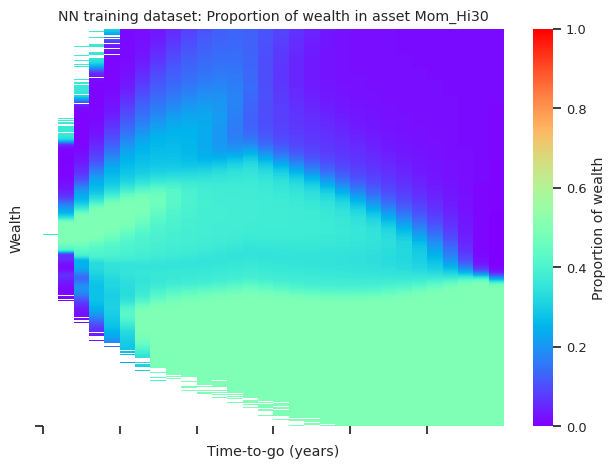 NN training dataset: Proportion of wealth in asset Mom_Hi30
Wealth
Time-to-go (years)
1.0
0.8
0.6
0.4
0.2
0.0
Proportion of wealth